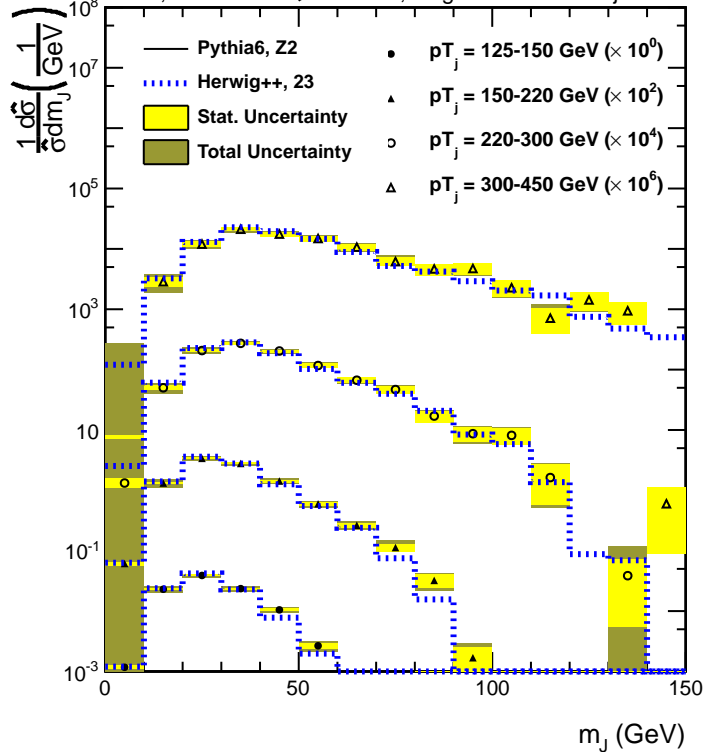 10^8
10^7
10^5
10^3
10
10^-1
10^-3
1 dσ̂ / σ̂ dm_J (1 / GeV)
Pythia6, Z2
Herwig++, 23
Stat. Uncertainty
Total Uncertainty
pT_j = 125-150 GeV (× 10^0)
pT_j = 150-220 GeV (× 10^2)
pT_j = 220-300 GeV (× 10^4)
pT_j = 300-450 GeV (× 10^6)
0 50 100 150
m_J (GeV)